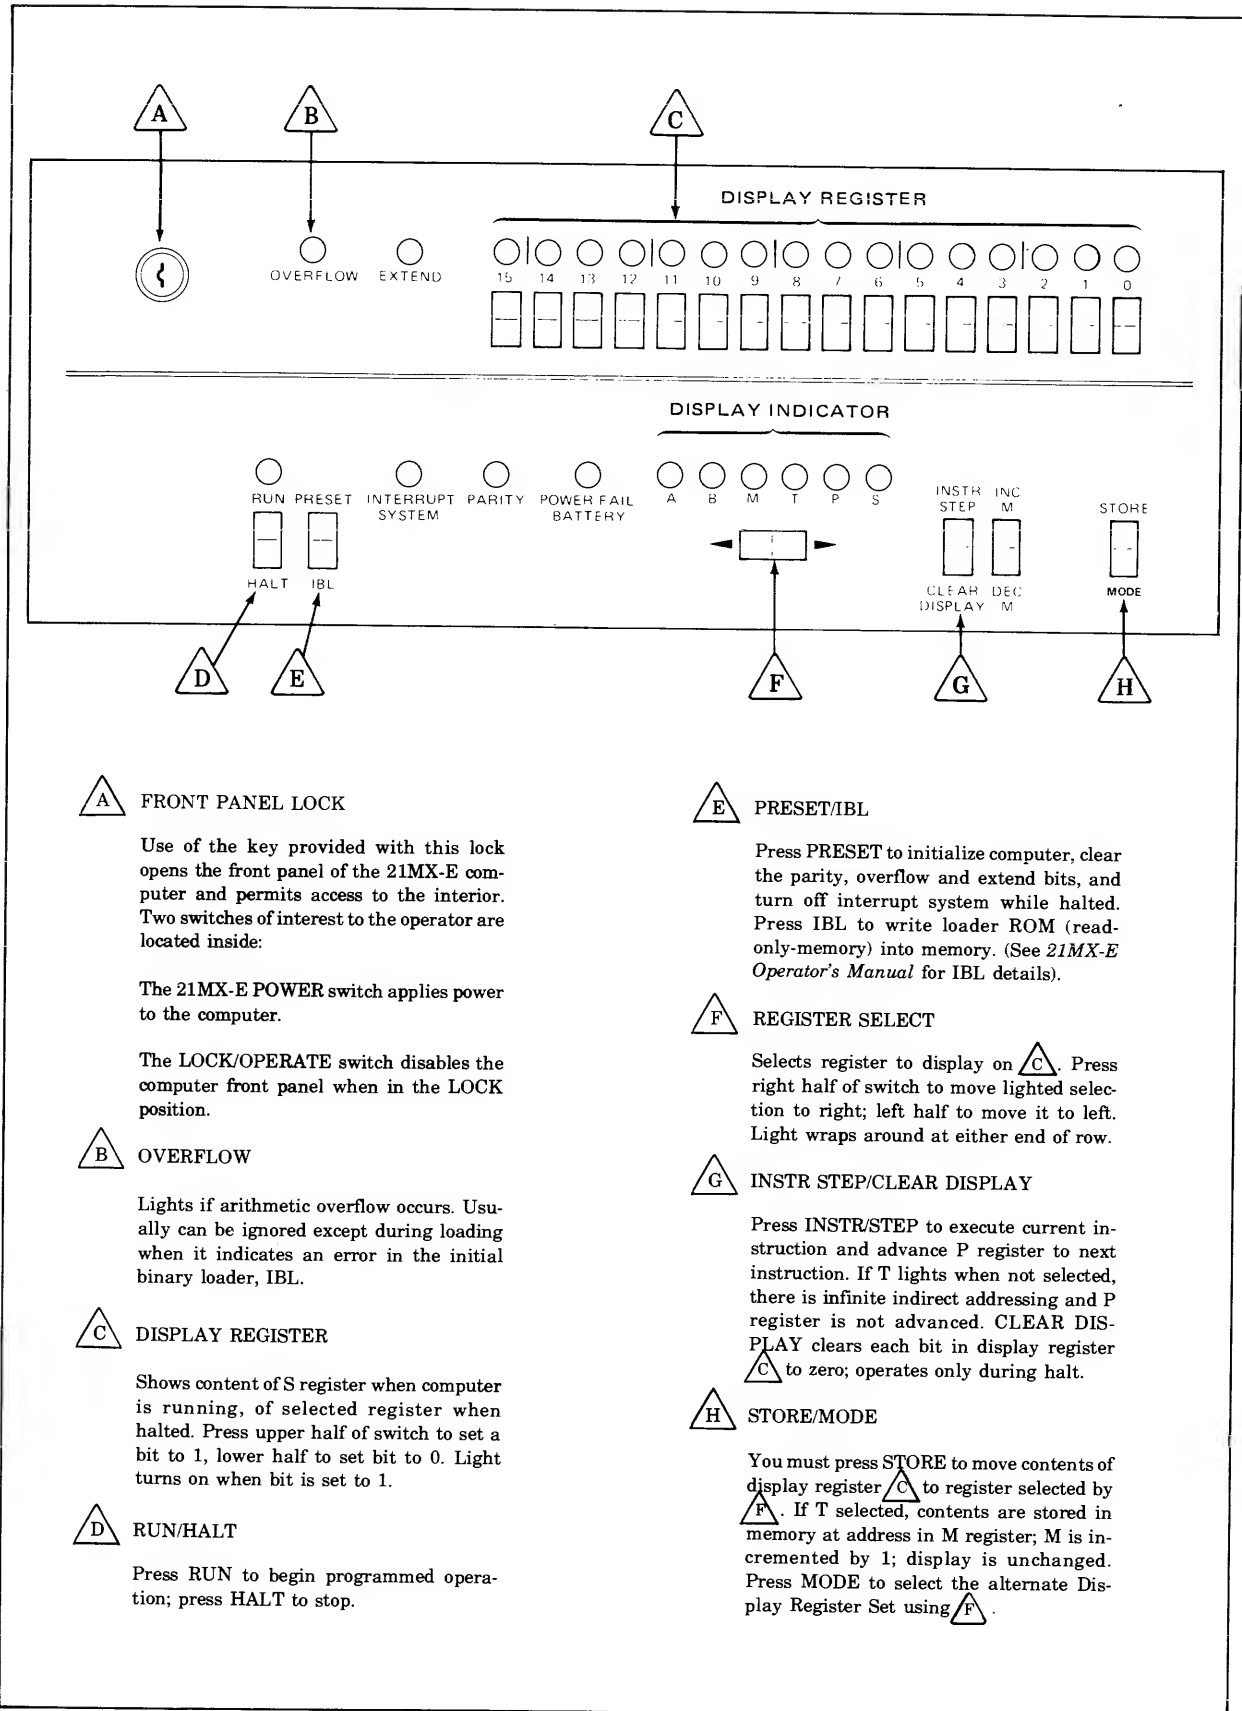 A B C
DISPLAY REGISTER
OVERFLOW EXTEND 15 14 13 12 11 10 9 8 7 6 5 4 3 2 1 0
DISPLAY INDICATOR
A B M T P S
RUN PRESET INTERRUPT SYSTEM PARITY POWER FAIL BATTERY
INSTR STEP INC M STORE
HALT IBL
CLEAR DISPLAY DEC M MODE
D E F G H
A FRONT PANEL LOCK
Use of the key provided with this lock
opens the front panel of the 21MX-E com-
puter and permits access to the interior.
Two switches of interest to the operator are
located inside:
The 21MX-E POWER switch applies power
to the computer.
The LOCK/OPERATE switch disables the
computer front panel when in the LOCK
position.
B OVERFLOW
Lights if arithmetic overflow occurs. Usu-
ally can be ignored except during loading
when it indicates an error in the initial
binary loader, IBL.
C DISPLAY REGISTER
Shows content of S register when computer
is running, of selected register when
halted. Press upper half of switch to set a
bit to 1, lower half to set bit to 0. Light
turns on when bit is set to 1.
D RUN/HALT
Press RUN to begin programmed opera-
tion; press HALT to stop.
E PRESET/IBL
Press PRESET to initialize computer, clear
the parity, overflow and extend bits, and
turn off interrupt system while halted.
Press IBL to write loader ROM (read-
only-memory) into memory. (See 21MX-E
Operator's Manual for IBL details).
F REGISTER SELECT
Selects register to display on C. Press
right half of switch to move lighted selec-
tion to right; left half to move it to left.
Light wraps around at either end of row.
G INSTR STEP/CLEAR DISPLAY
Press INSTR/STEP to execute current in-
struction and advance P register to next
instruction. If T lights when not selected,
there is infinite indirect addressing and P
register is not advanced. CLEAR DIS-
PLAY clears each bit in display register
C to zero; operates only during halt.
H STORE/MODE
You must press STORE to move contents of
display register C to register selected by
F. If T selected, contents are stored in
memory at address in M register; M is in-
cremented by 1; display is unchanged.
Press MODE to select the alternate Dis-
play Register Set using F.